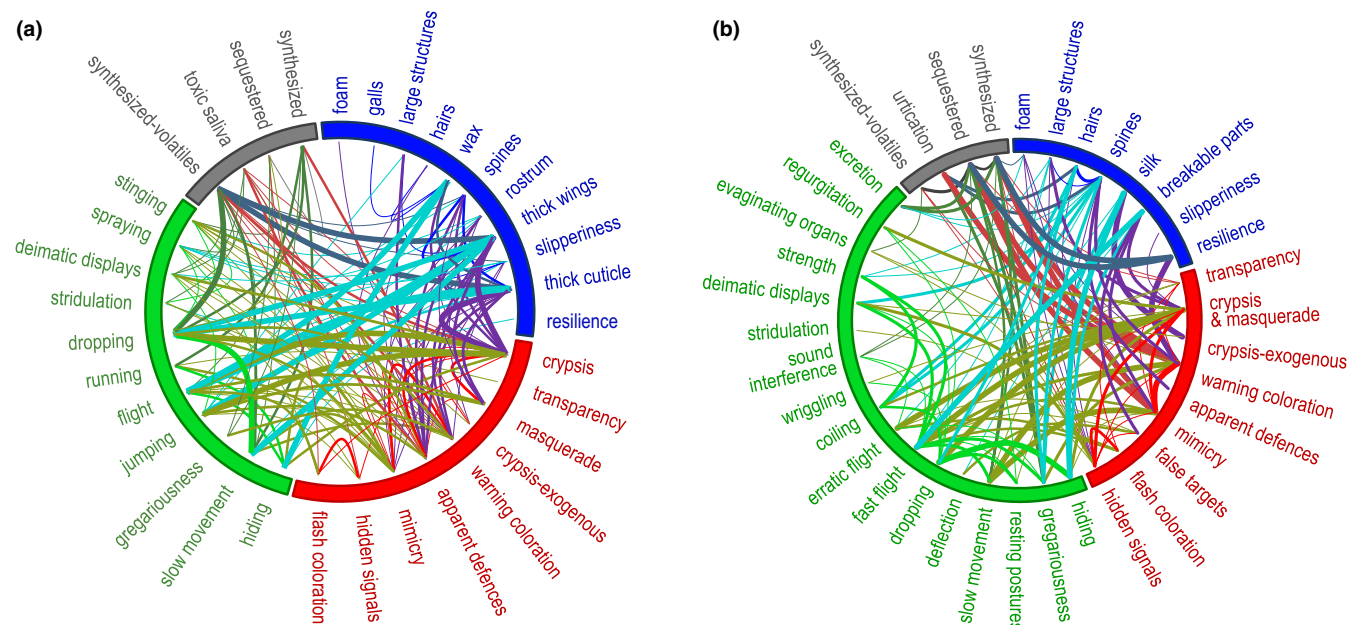 (a)
synthesized-volatiles
toxic saliva
sequestered
synthesized
foam
galls
large structures
hairs
wax
spines
rostrum
thick wings
slipperiness
thick cuticle
resilience
crypsis
transparency
masquerade
crypsis-exogenous
warning coloration
apparent defences
mimicry
hidden signals
flash coloration
hiding
slow movement
gregariousness
jumping
flight
running
dropping
stridulation
deimatic displays
spraying
stinging
(b)
synthesized-volatiles
urtication
sequestered
synthesized
foam
large structures
hairs
spines
silk
breakable parts
slipperiness
resilience
transparency
crypsis
& masquerade
crypsis-exogenous
warning coloration
apparent defences
mimicry
false targets
flash coloration
hidden signals
hiding
gregariousness
resting postures
slow movement
deflection
dropping
fast flight
erratic flight
coiling
wriggling
sound
interference
stridulation
deimatic displays
strength
evaginating organs
regurgitation
excretion